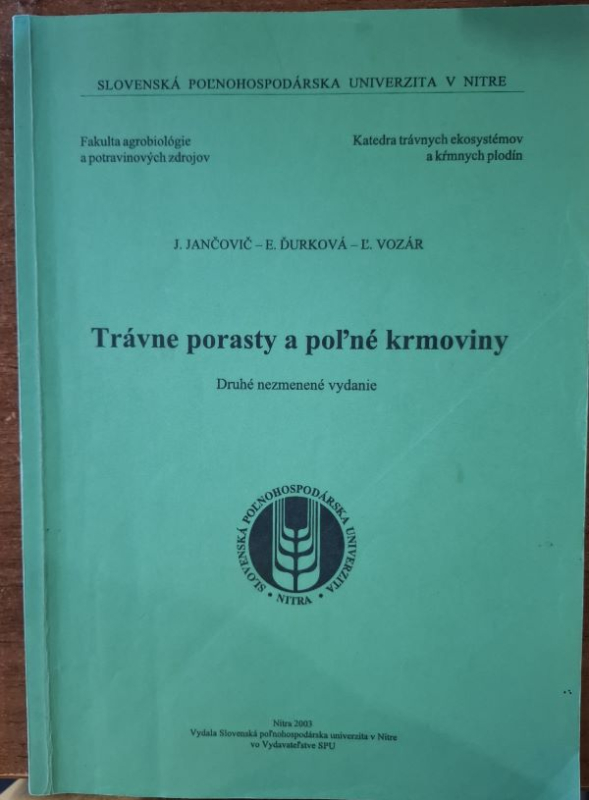 SLOVENSKÁ POĽNOHOSPODÁRSKA UNIVERZITA V NITRE
Fakulta agrobiológie
a potravinových zdrojov
Katedra trávnych ekosystémov
a kŕmnych plodín
J. JANČOVIČ – E. ĎURKOVÁ – Ľ. VOZÁR
Trávne porasty a poľné krmoviny
Druhé nezmenené vydanie
SLOVENSKÁ POĽNOHOSPODÁRSKA UNIVERZITA
• NITRA •
Nitra 2003
Vydala Slovenská poľnohospodárska univerzita v Nitre
vo Vydavateľstve SPU